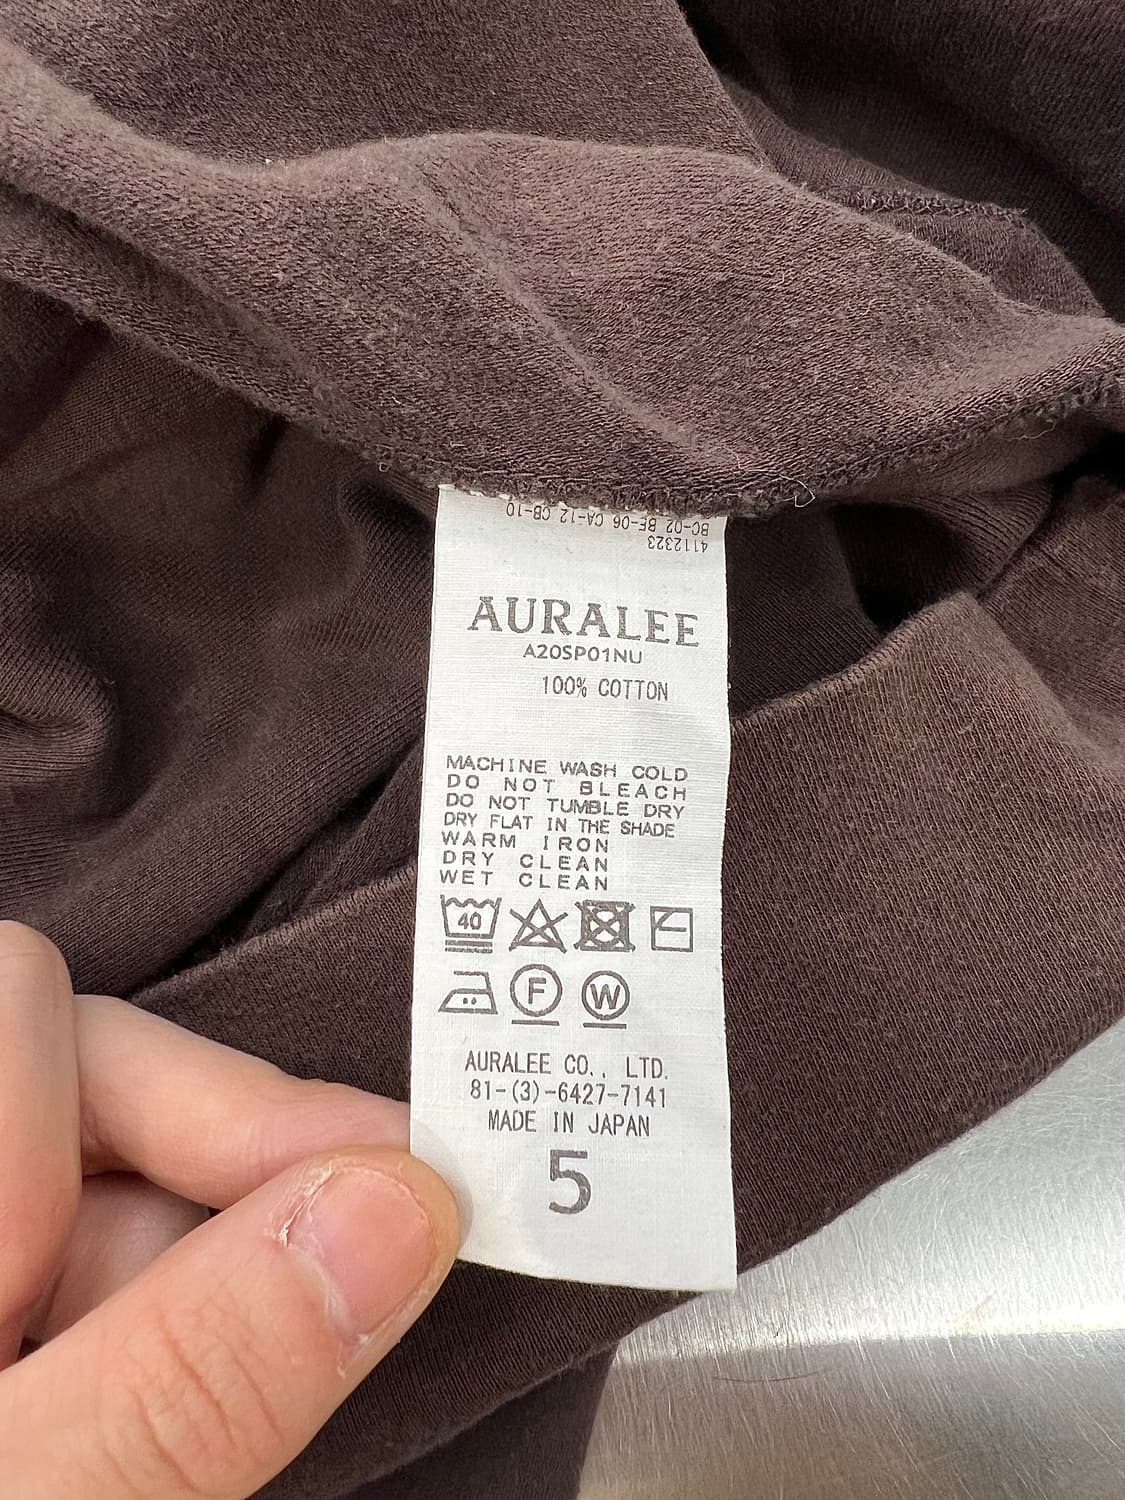 BC-02 BE-06 CA-12 CB-10
4112323
AURALEE
A20SP01NU
100% COTTON
MACHINE WASH COLD
DO NOT BLEACH
DO NOT TUMBLE DRY
DRY FLAT IN THE SHADE
WARM IRON
DRY CLEAN
WET CLEAN
40
F W
AURALEE CO., LTD.
81-(3)-6427-7141
MADE IN JAPAN
5